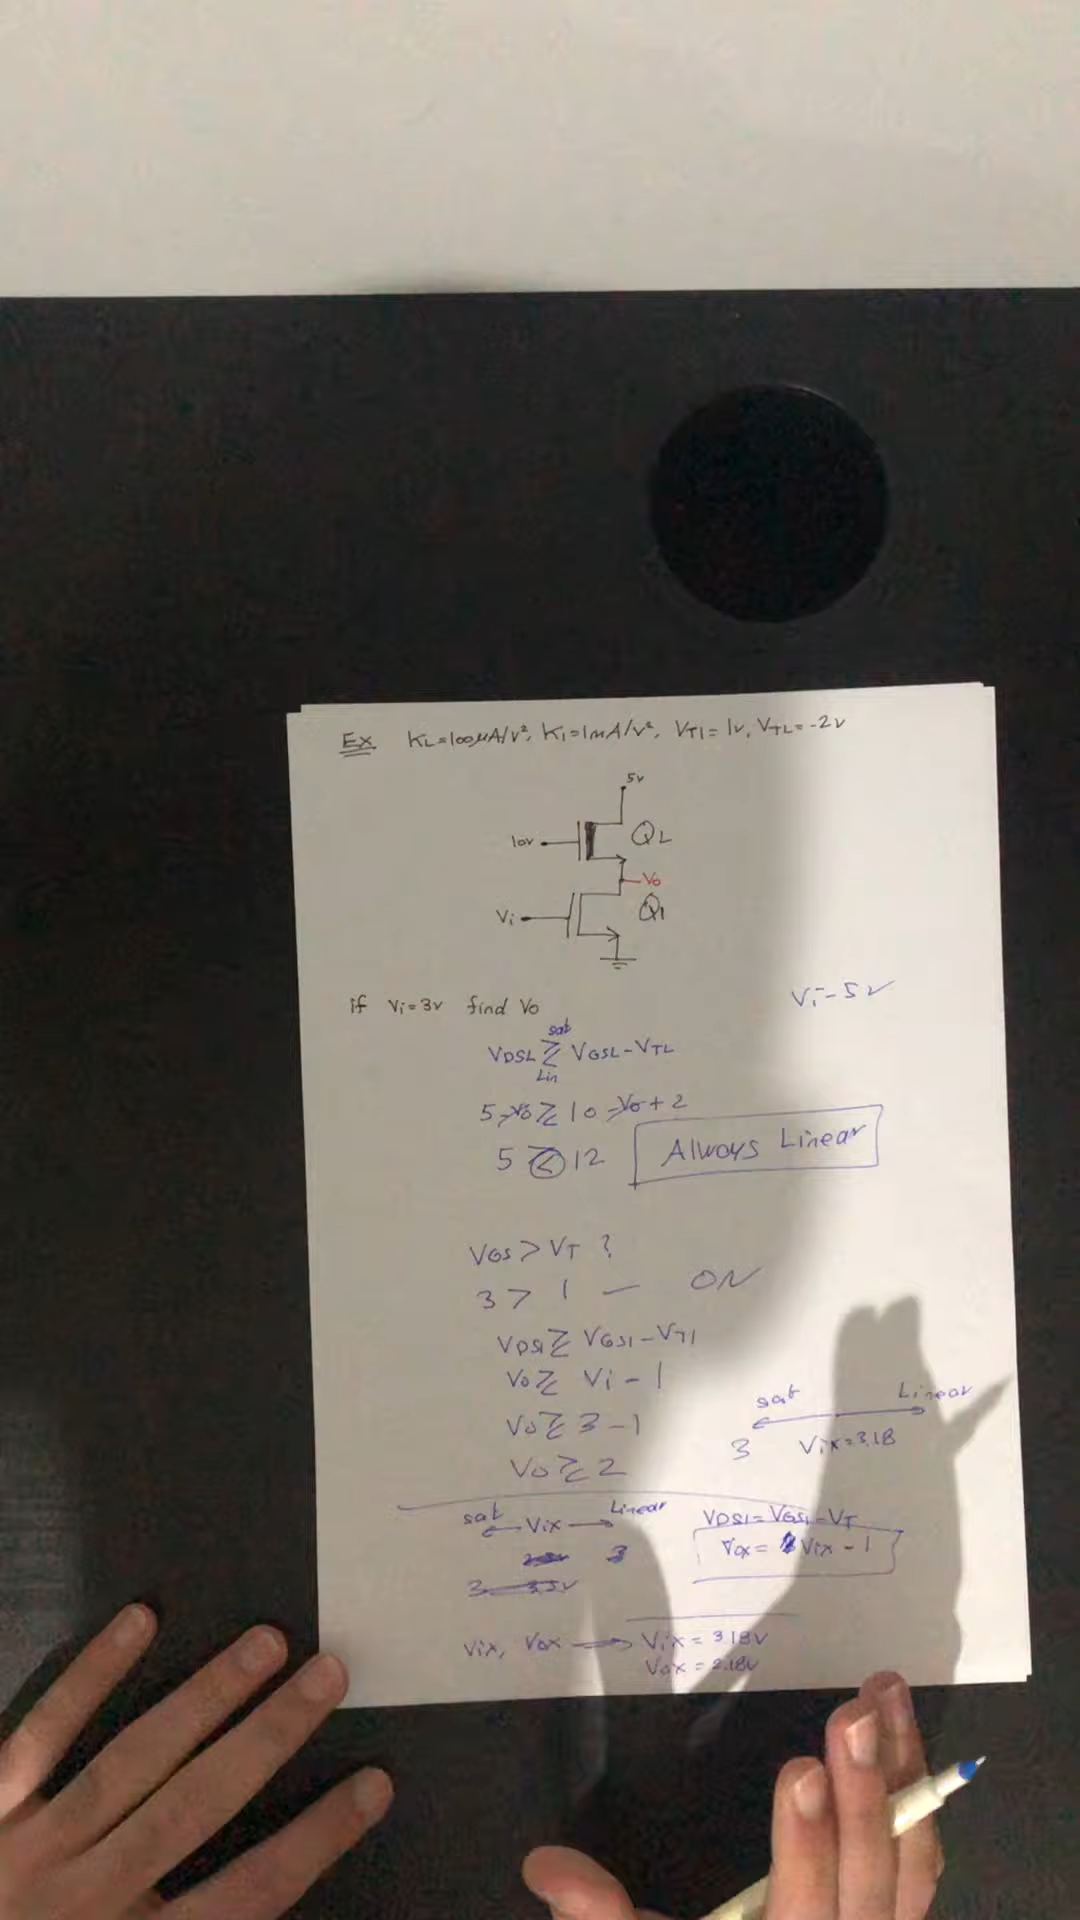 Ex KL=100μA/V², K1=1mA/V², VT1=1V, VTL=-2V
5V
10V
QL
Vo
Vi
Q1
if Vi=3V find Vo
Vi-5V
sat
VDSL ≥ VGSL-VTL
Lin
5-Vo ≥ 10-Vo+2
5 < 12 Always Linear
VGS > VT ?
3 > 1 — ON
VDS1 ≥ VGS1-VT1
Vo ≥ Vi-1
sat Linear
Vo ≥ 3-1
3 Vix=3.18
Vo ≥ 2
sat Vix Linear
VDS1=VGS1-VT
Vox= Vix-1
3
3 3.5V
Vix, Vox → Vix=3.18V
Vox=2.18V